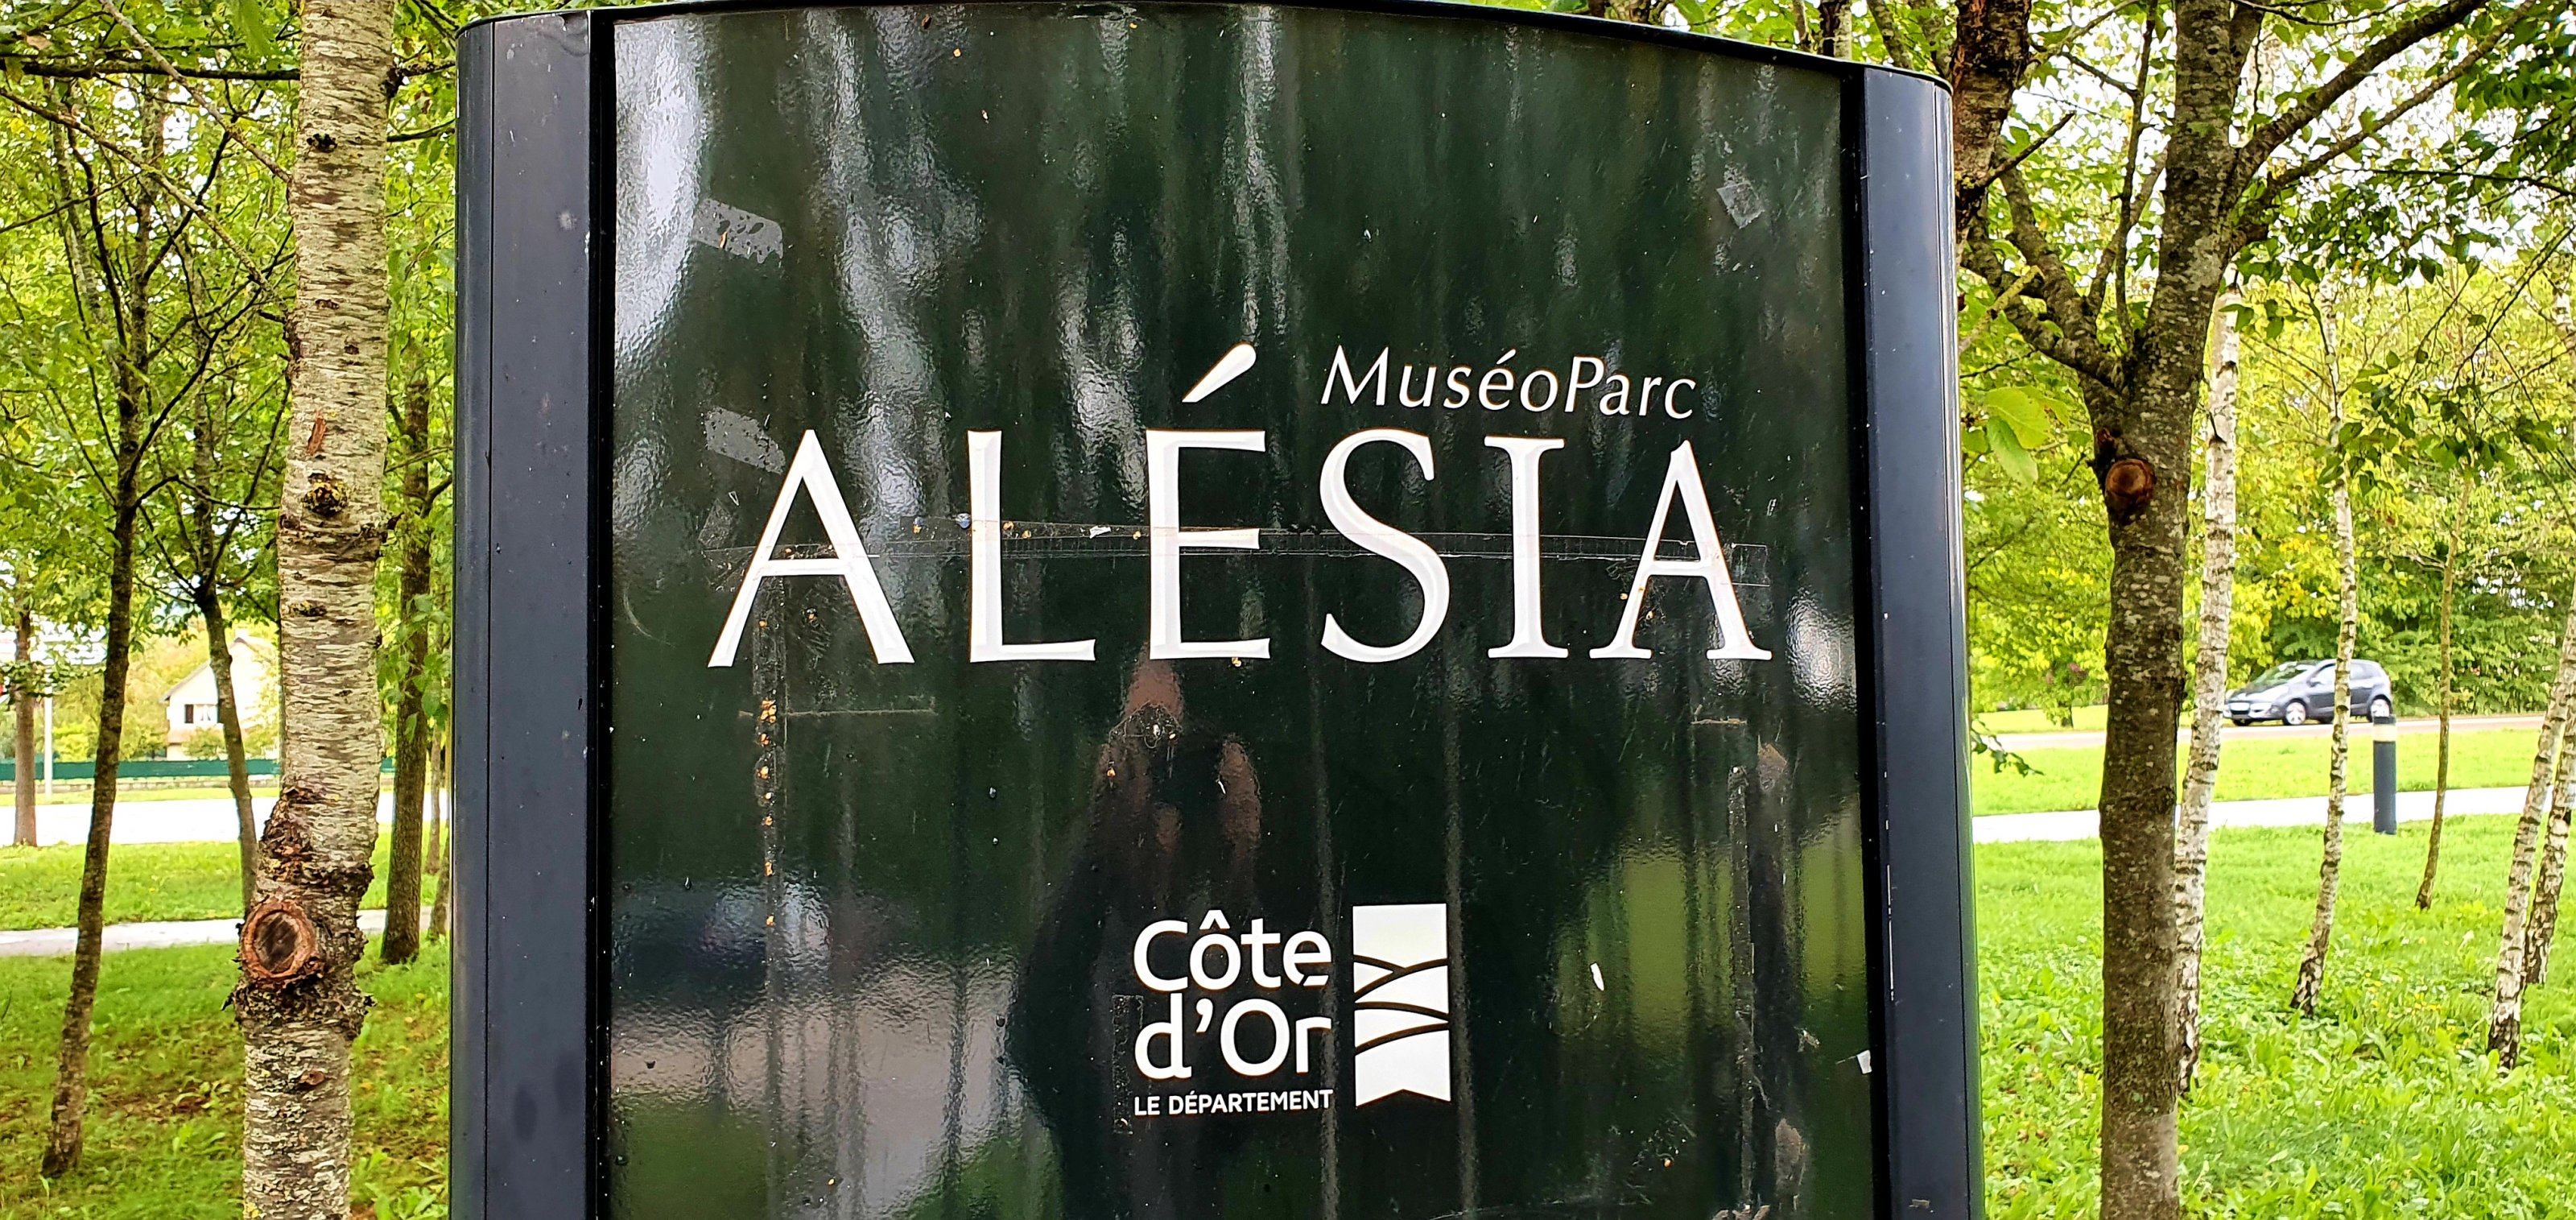 MuséoParc
ALÉSIA
Côte
d'Or
LE DÉPARTEMENT